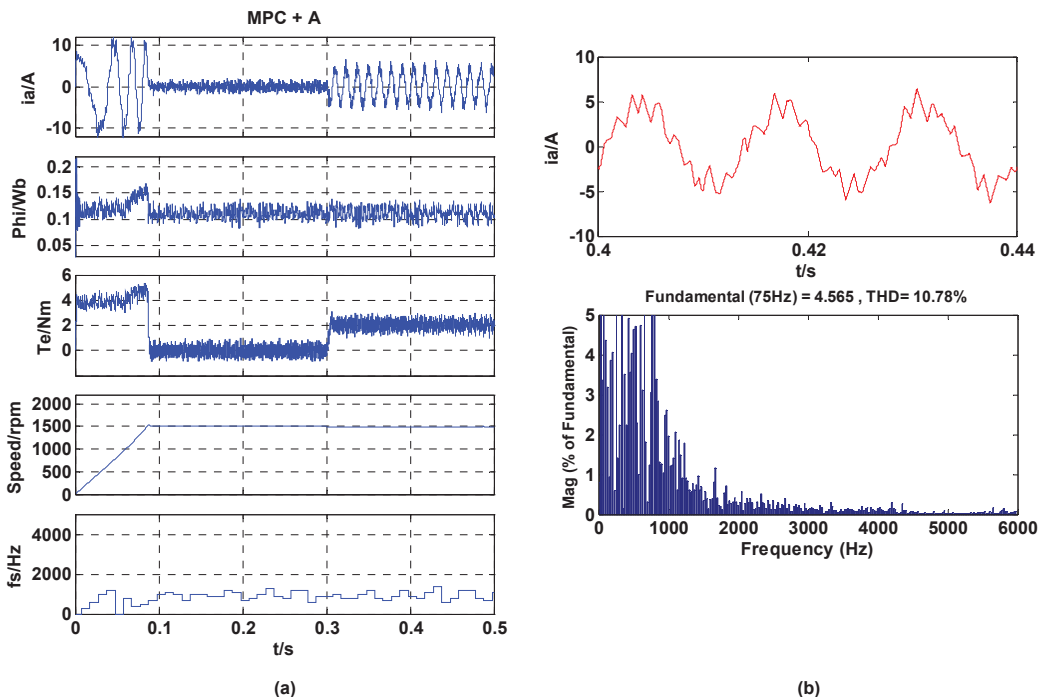 MPC + A
ia/A
10
0
-10
Phi/Wb
0.2
0.15
0.1
0.05
Te/Nm
6
4
2
0
Speed/rpm
2000
1500
1000
500
0
fs/Hz
4000
2000
0
0 0.1 0.2 0.3 0.4 0.5
t/s
(a)
ia/A
10
5
0
-5
-10
0.4 0.42 0.44
t/s
Fundamental (75Hz) = 4.565 , THD= 10.78%
Mag (% of Fundamental)
5
4
3
2
1
0
0 1000 2000 3000 4000 5000 6000
Frequency (Hz)
(b)